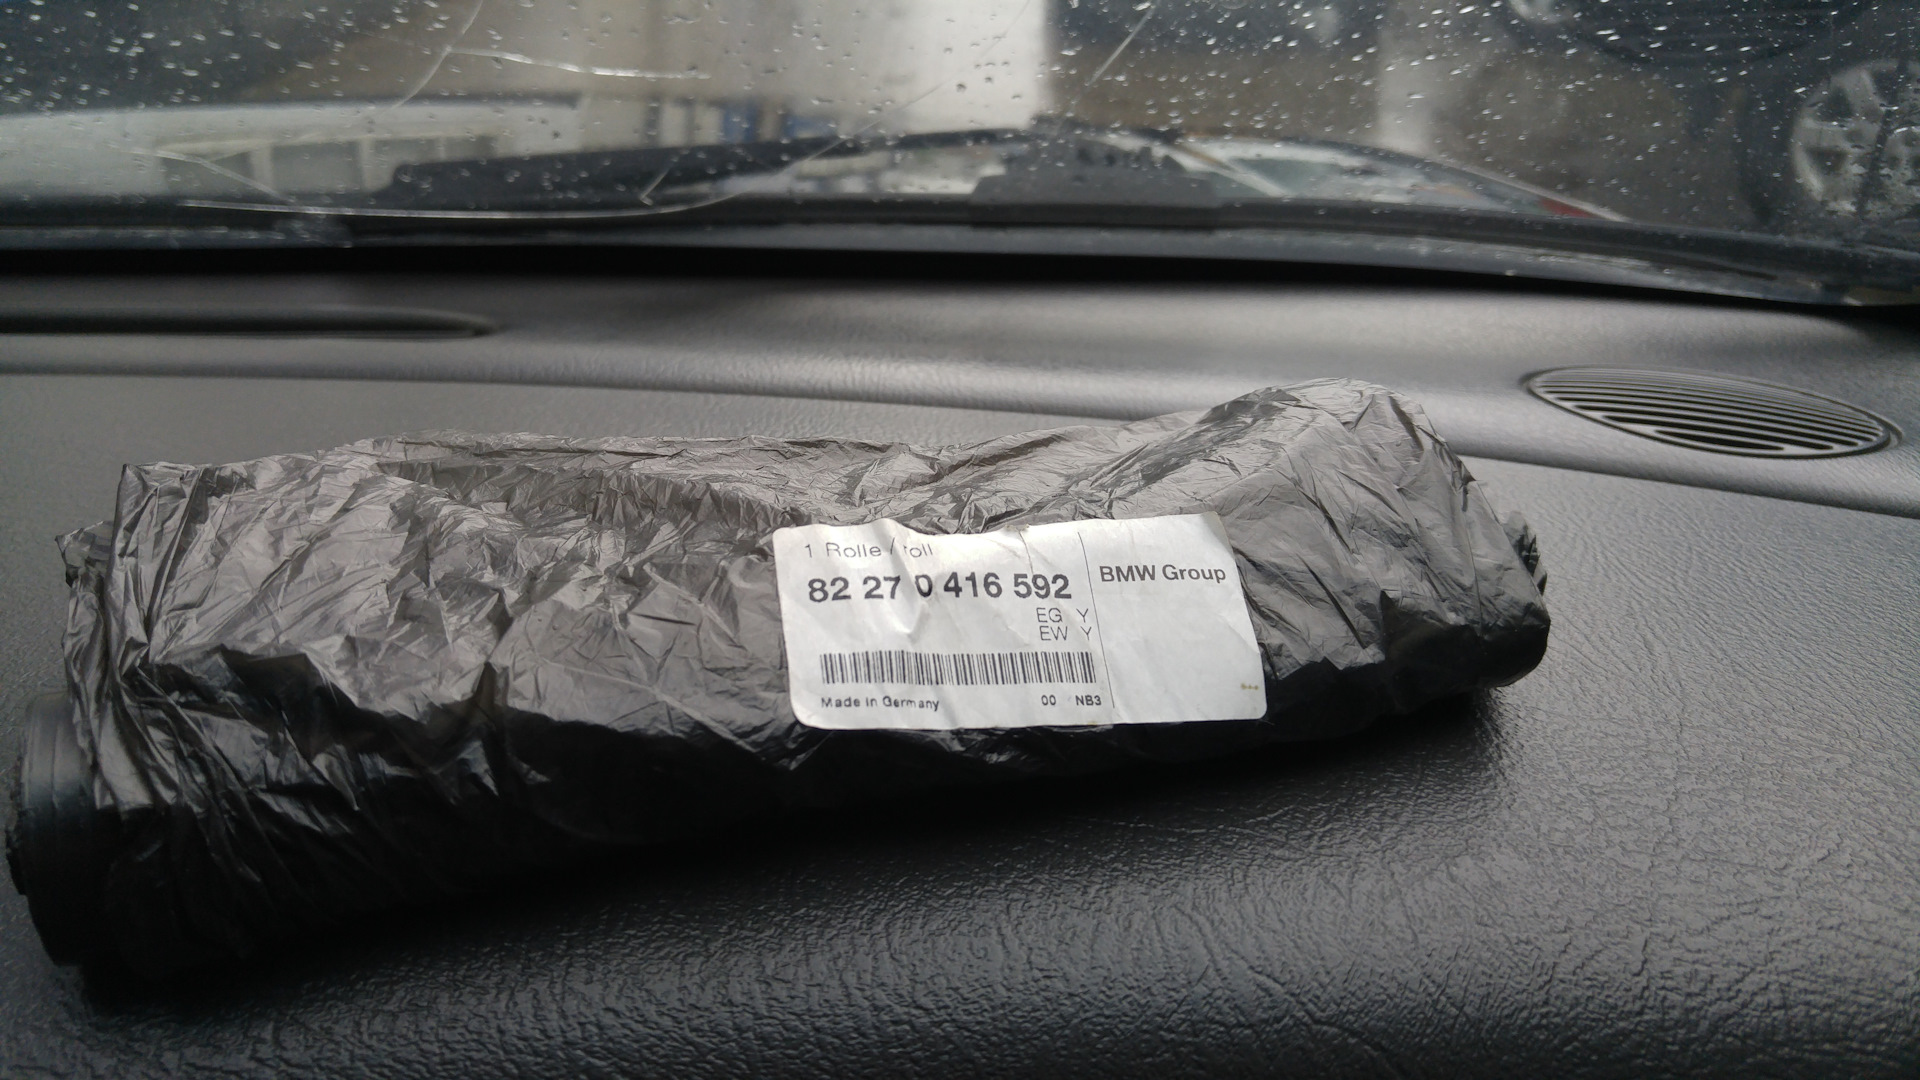 1 Rolle / roll
82 27 0 416 592
BMW Group
EG Y
EW Y
Made in Germany
00 NB3